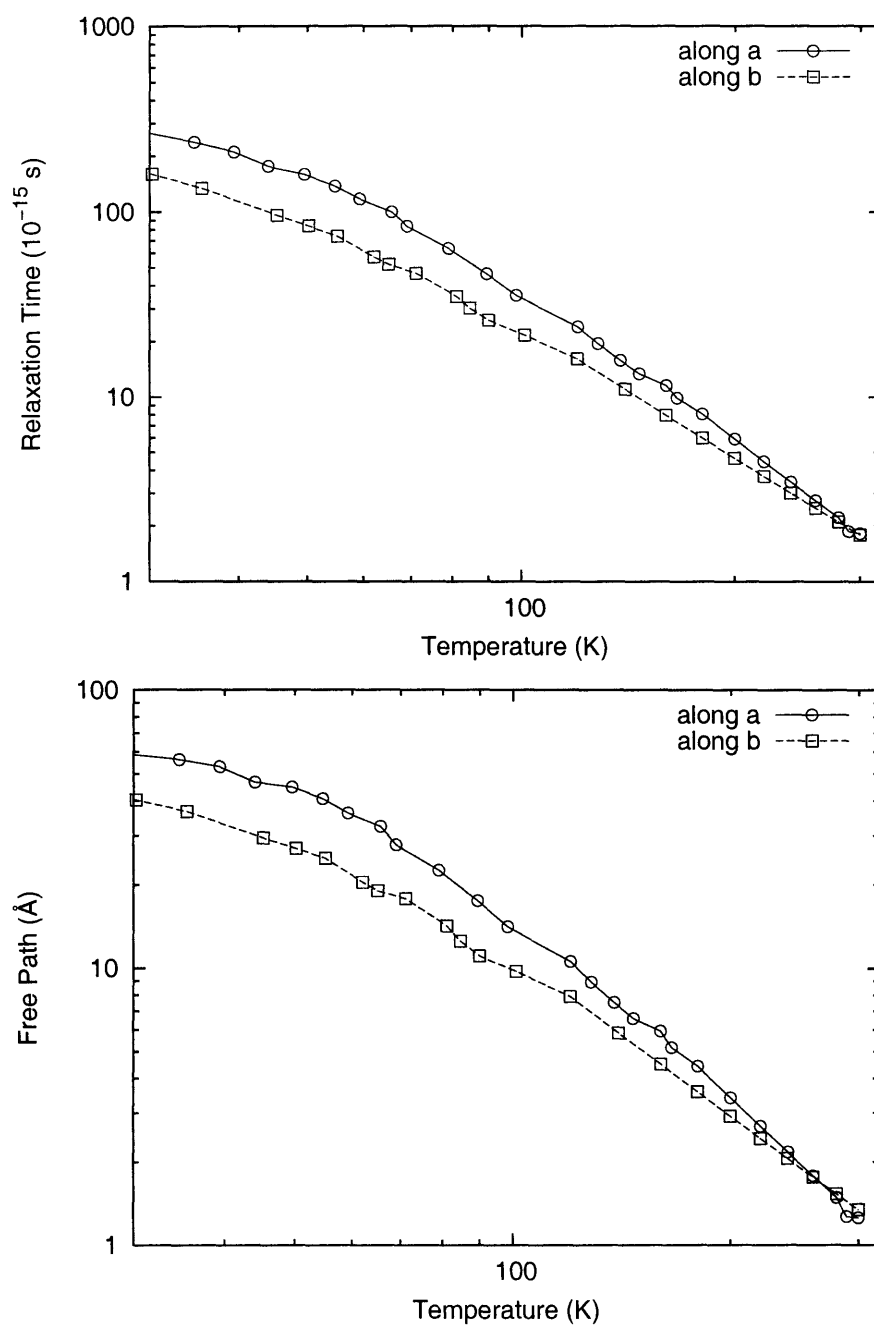 1000
along a
along b
100
10
1
Relaxation Time (10⁻¹⁵ s)
100
Temperature (K)
100
along a
along b
10
1
Free Path (Å)
100
Temperature (K)